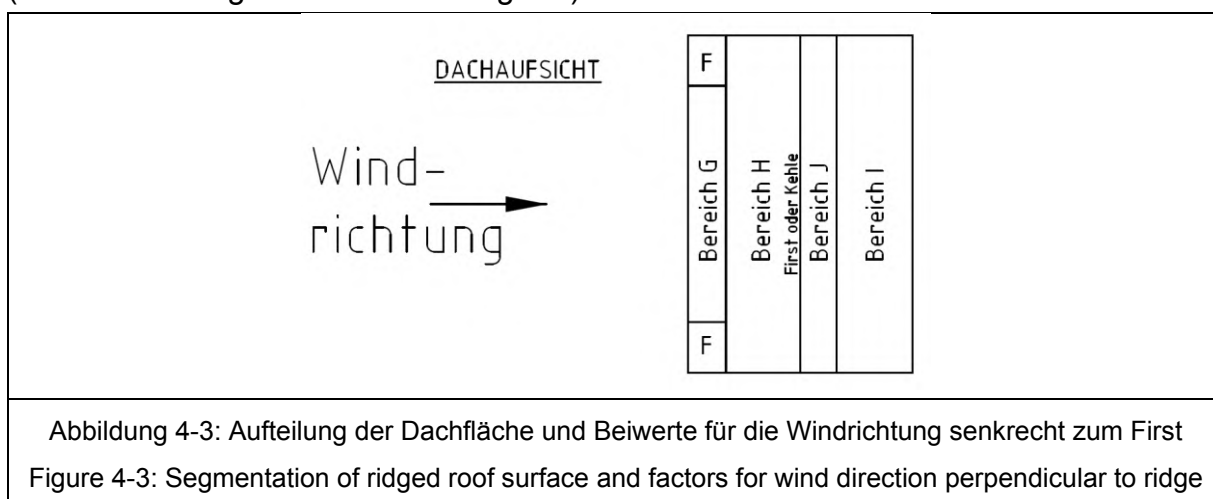 DACHAUFSICHT
Wind-
richtung
F
Bereich G
F
Bereich H
First oder Kehle
Bereich J
Bereich I
Abbildung 4-3: Aufteilung der Dachfläche und Beiwerte für die Windrichtung senkrecht zum First
Figure 4-3: Segmentation of ridged roof surface and factors for wind direction perpendicular to ridge